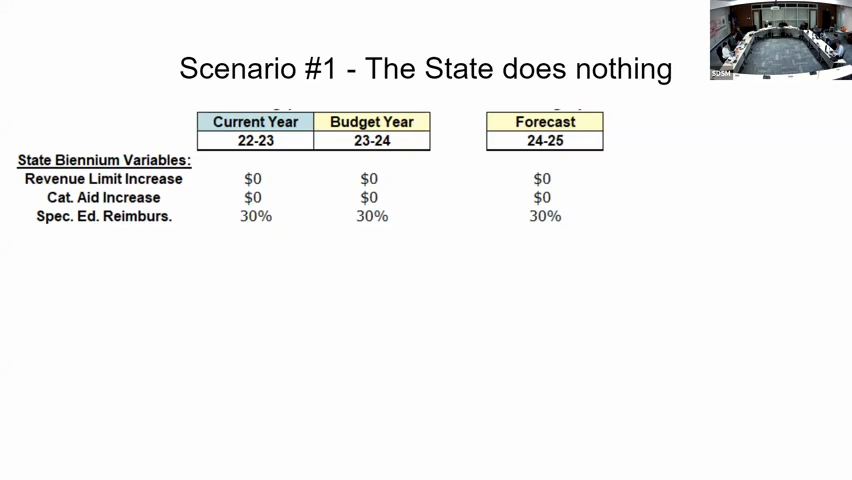 Scenario #1 - The State does nothing
Current Year Budget Year Forecast
22-23 23-24 24-25
State Biennium Variables:
Revenue Limit Increase $0 $0 $0
Cat. Aid Increase $0 $0 $0
Spec. Ed. Reimburs. 30% 30% 30%
SDSM